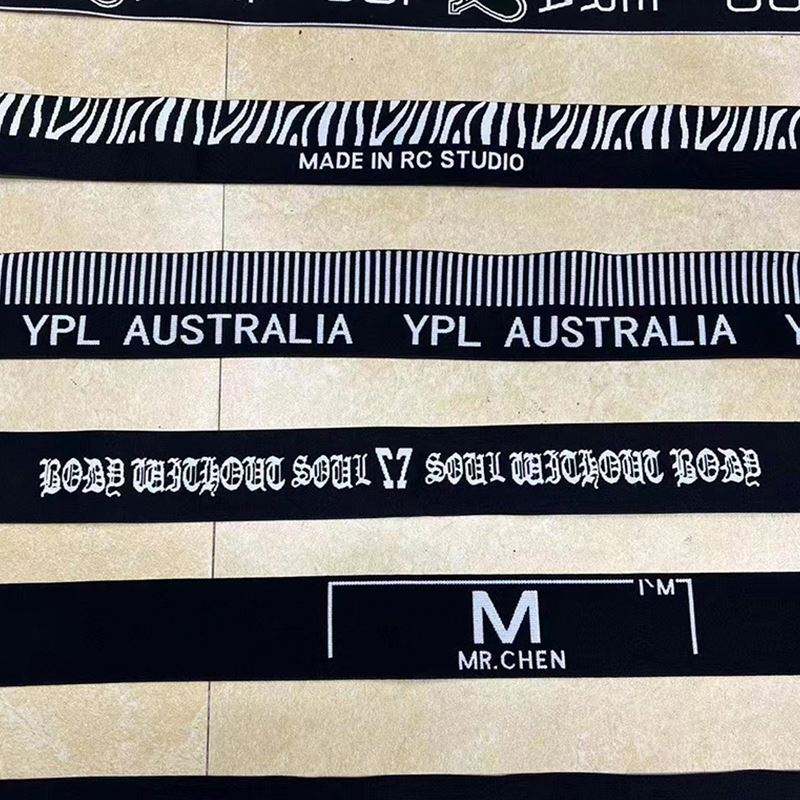 MADE IN RC STUDIO
YPL AUSTRALIA YPL AUSTRALIA Y
BODY WITHOUT SOUL SOUL WITHOUT BODY
M
MR.CHEN